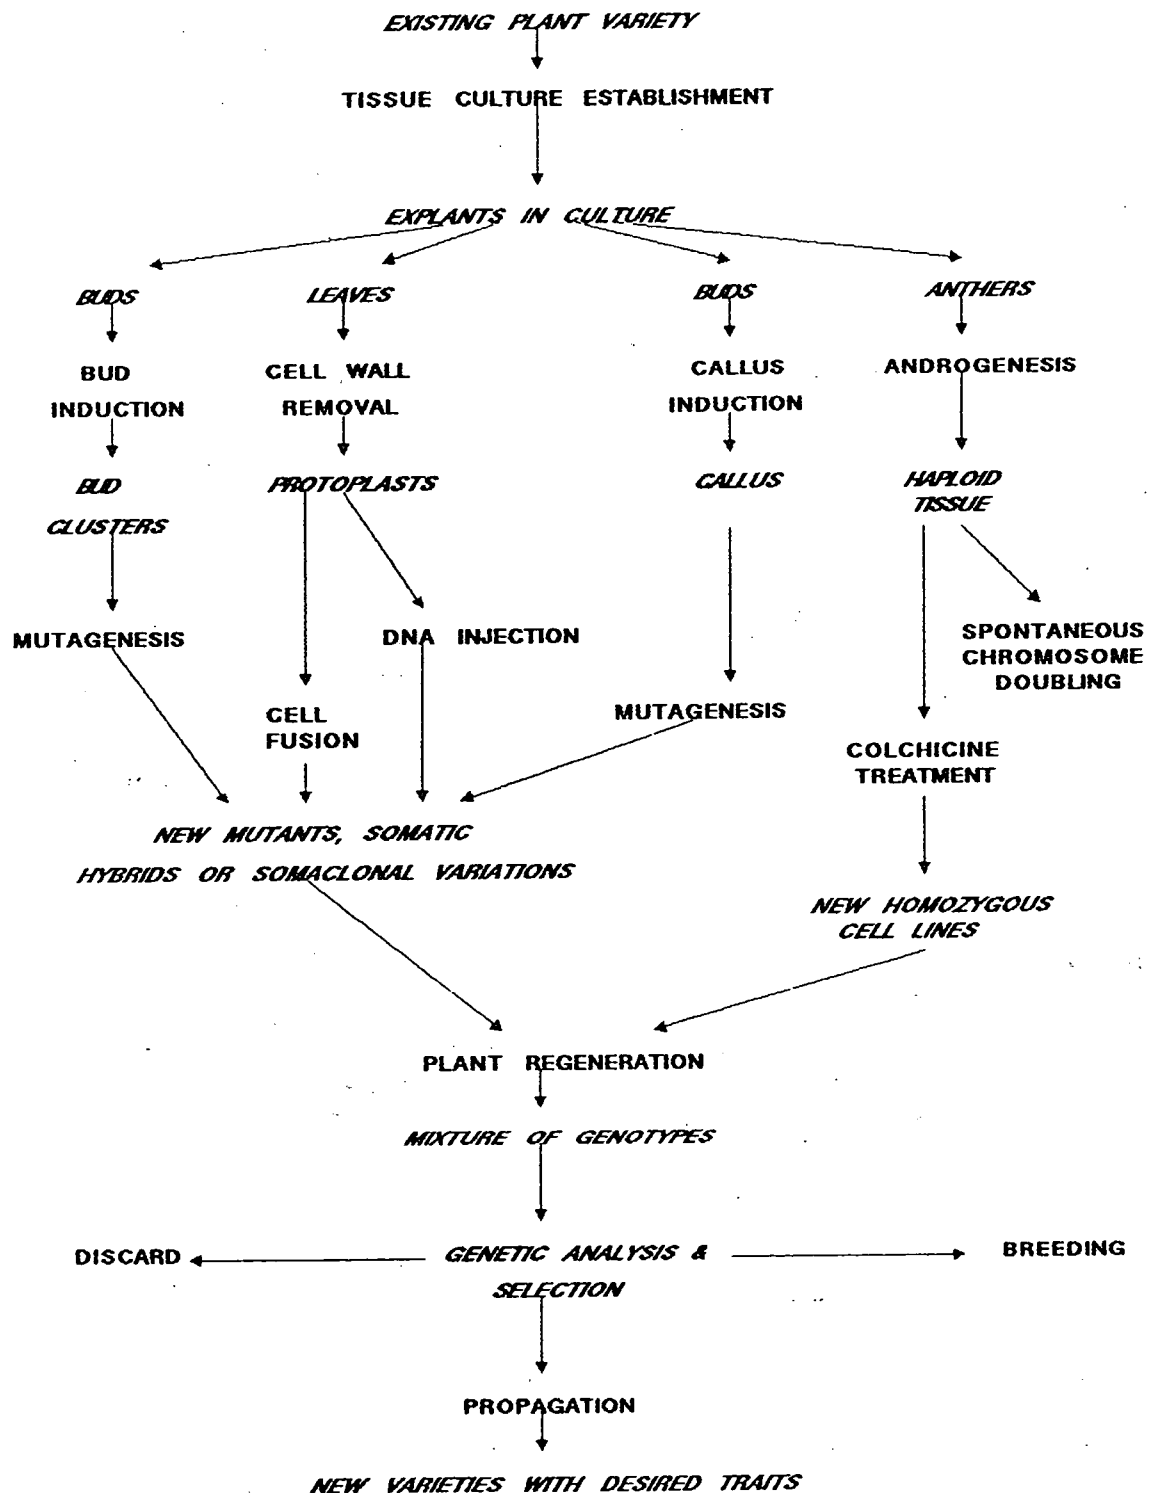 EXISTING PLANT VARIETY
TISSUE CULTURE ESTABLISHMENT
EXPLANTS IN CULTURE
BUDS
LEAVES
BUDS
ANTHERS
BUD
INDUCTION
CELL WALL
REMOVAL
CALLUS
INDUCTION
ANDROGENESIS
BUD
CLUSTERS
PROTOPLASTS
CALLUS
HAPLOID
TISSUE
MUTAGENESIS
DNA INJECTION
SPONTANEOUS
CHROMOSOME
DOUBLING
CELL
FUSION
MUTAGENESIS
COLCHICINE
TREATMENT
NEW MUTANTS, SOMATIC
HYBRIDS OR SOMACLONAL VARIATIONS
NEW HOMOZYGOUS
CELL LINES
PLANT REGENERATION
MIXTURE OF GENOTYPES
DISCARD
GENETIC ANALYSIS &
SELECTION
BREEDING
PROPAGATION
NEW VARIETIES WITH DESIRED TRAITS